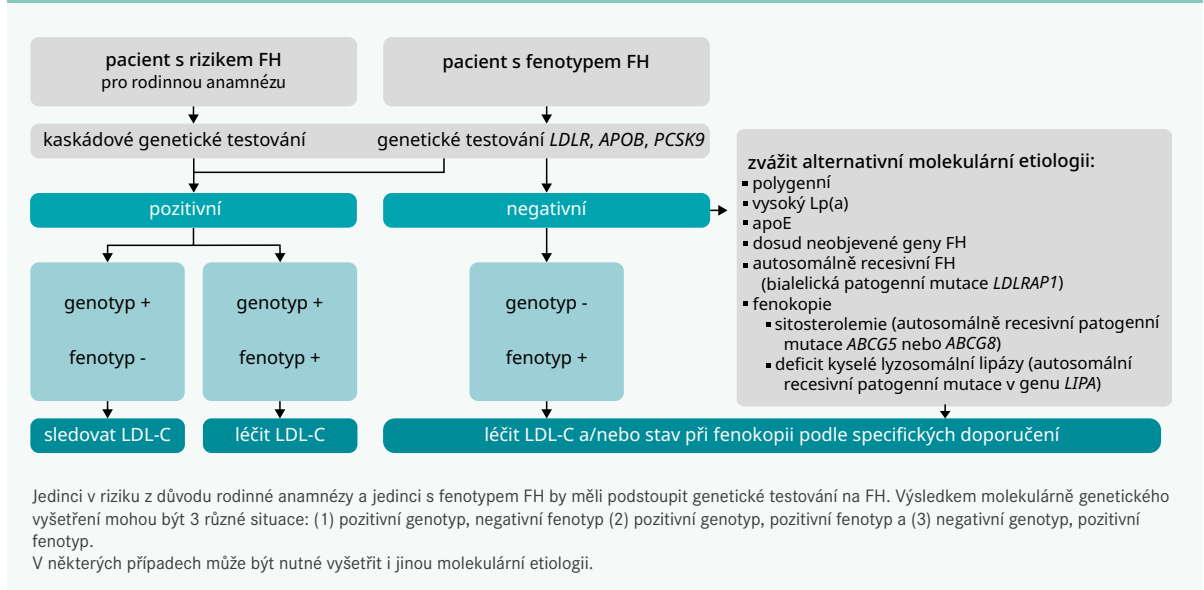 pacient s rizikem FH
pro rodinnou anamnézu
pacient s fenotypem FH
kaskádové genetické testování
genetické testování LDLR, APOB, PCSK9
pozitivní
negativní
zvážit alternativní molekulární etiologii:
▪ polygenní
▪ vysoký Lp(a)
▪ apoE
▪ dosud neobjevené geny FH
▪ autosomálně recesivní FH
(bialelická patogenní mutace LDLRAP1)
▪ fenokopie
▪ sitosterolemie (autosomálně recesivní patogenní
mutace ABCG5 nebo ABCG8)
▪ deficit kyselé lyzosomální lipázy (autosomální
recesivní patogenní mutace v genu LIPA)
genotyp +
fenotyp -
genotyp +
fenotyp +
genotyp -
fenotyp +
sledovat LDL-C
léčit LDL-C
léčit LDL-C a/nebo stav při fenokopii podle specifických doporučení
Jedinci v riziku z důvodu rodinné anamnézy a jedinci s fenotypem FH by měli podstoupit genetické testování na FH. Výsledkem molekulárně genetického
vyšetření mohou být 3 různé situace: (1) pozitivní genotyp, negativní fenotyp (2) pozitivní genotyp, pozitivní fenotyp a (3) negativní genotyp, pozitivní
fenotyp.
V některých případech může být nutné vyšetřit i jinou molekulární etiologii.